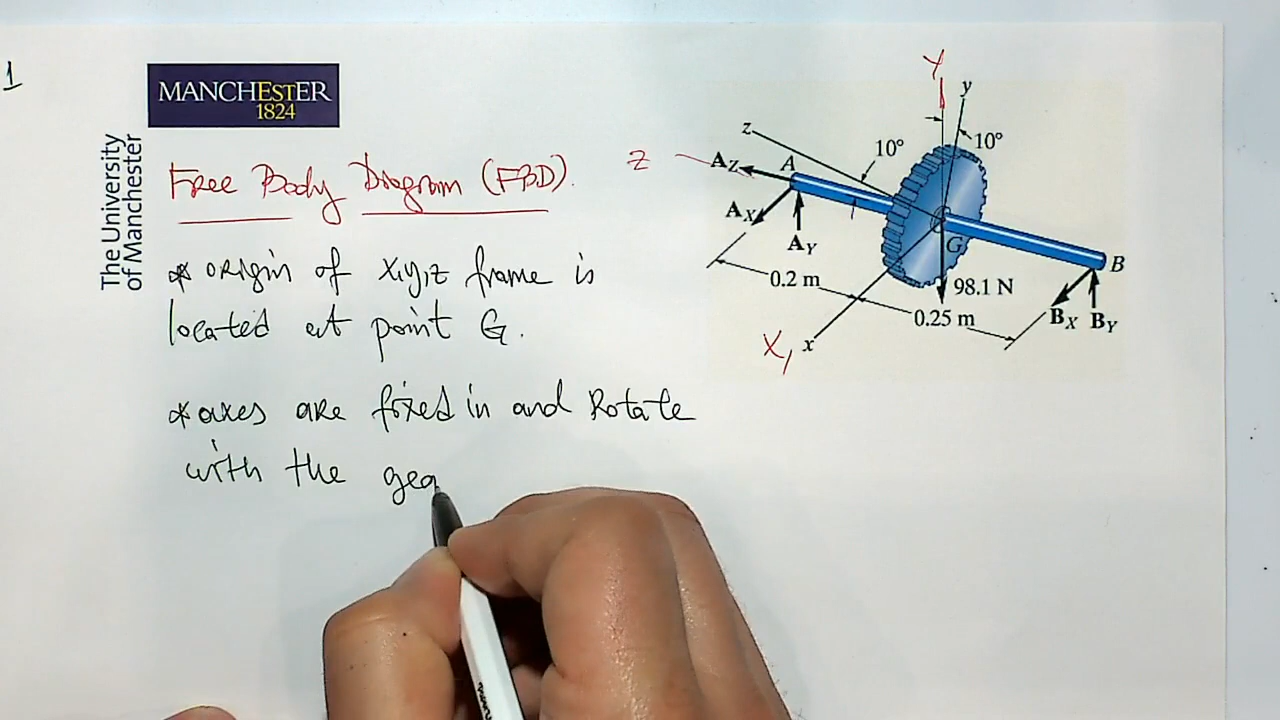 1
MANCHESTER
1824
The University
of Manchester
Free Body Diagram (FBD).
* origin of x,y,z frame is
located at point G.
* axes are fixed in and Rotate
with the gea
Y
y
z
10°
10°
Z
A_Z
A
A_X
A_Y
G
B
0.2 m
98.1 N
0.25 m
B_X B_Y
X,
x